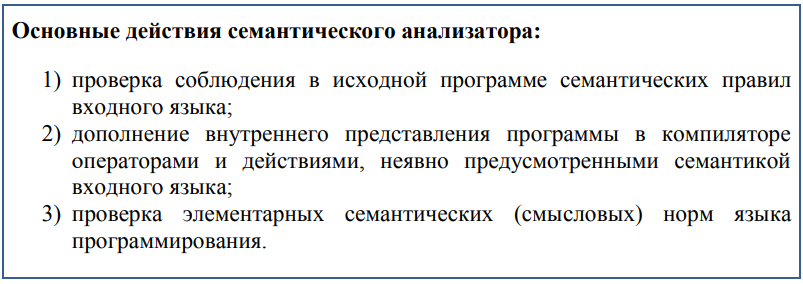 Основные действия семантического анализатора:
1) проверка соблюдения в исходной программе семантических правил
входного языка;
2) дополнение внутреннего представления программы в компиляторе
операторами и действиями, неявно предусмотренными семантикой
входного языка;
3) проверка элементарных семантических (смысловых) норм языка
программирования.